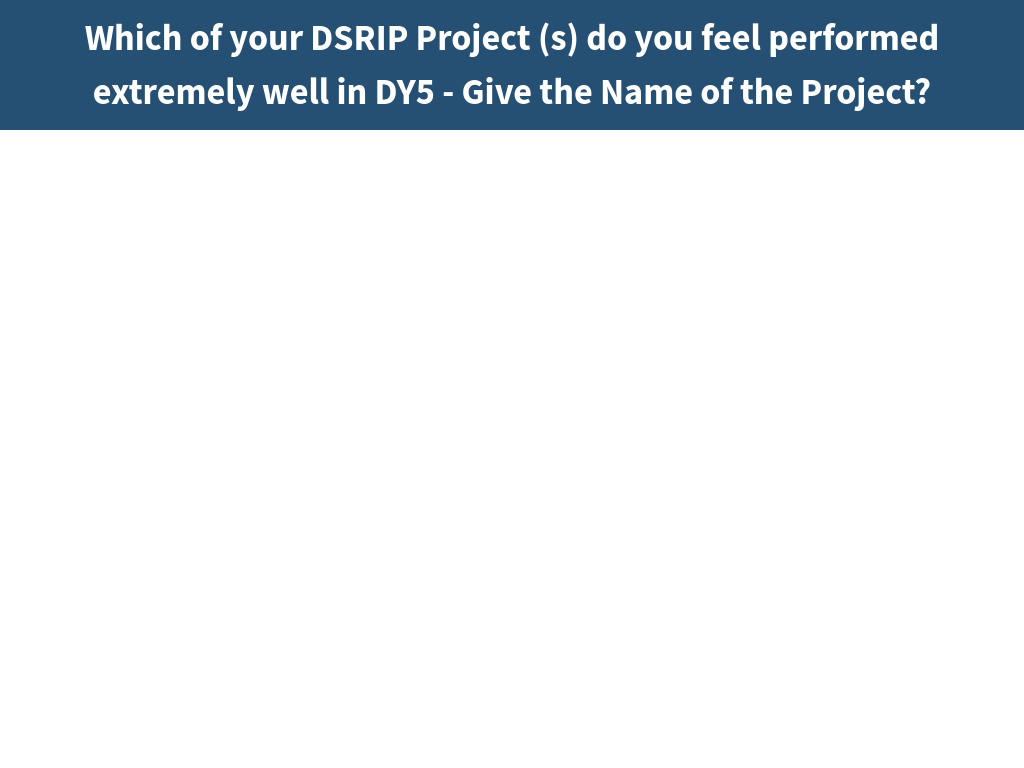 Which of your DSRIP Project (s) do you feel performed
extremely well in DY5 - Give the Name of the Project?